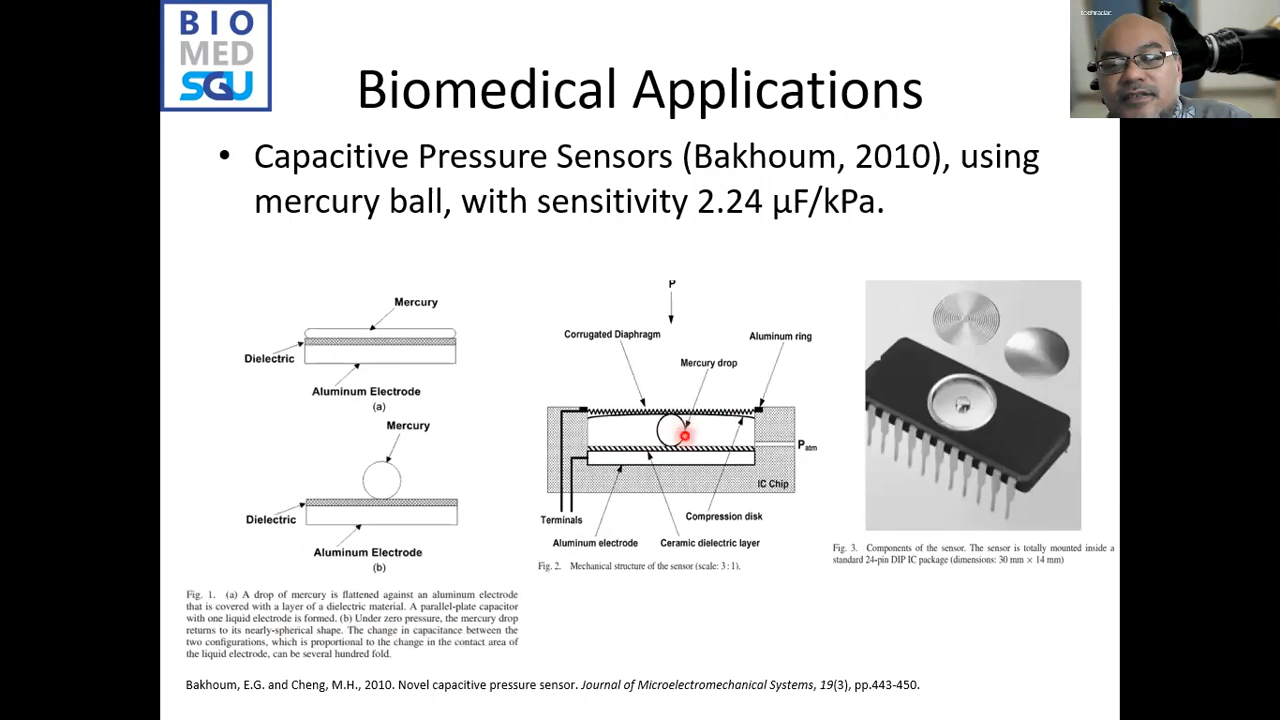 BIO
MED
SGU
techradar
Biomedical Applications
• Capacitive Pressure Sensors (Bakhoum, 2010), using
mercury ball, with sensitivity 2.24 µF/kPa.
Mercury
Dielectric
Aluminum Electrode
(a)
Mercury
Dielectric
Aluminum Electrode
(b)
Fig. 1. (a) A drop of mercury is flattened against an aluminum electrode
that is covered with a layer of a dielectric material. A parallel-plate capacitor
with one liquid electrode is formed. (b) Under zero pressure, the mercury drop
returns to its nearly-spherical shape. The change in capacitance between the
two configurations, which is proportional to the change in the contact area of
the liquid electrode, can be several hundred fold.
P
Corrugated Diaphragm
Aluminum ring
Mercury drop
Patm
IC Chip
Terminals
Compression disk
Aluminum electrode
Ceramic dielectric layer
Fig. 2. Mechanical structure of the sensor (scale: 3 : 1).
Fig. 3. Components of the sensor. The sensor is totally mounted inside a
standard 24-pin DIP IC package (dimensions: 30 mm × 14 mm)
Bakhoum, E.G. and Cheng, M.H., 2010. Novel capacitive pressure sensor. Journal of Microelectromechanical Systems, 19(3), pp.443-450.